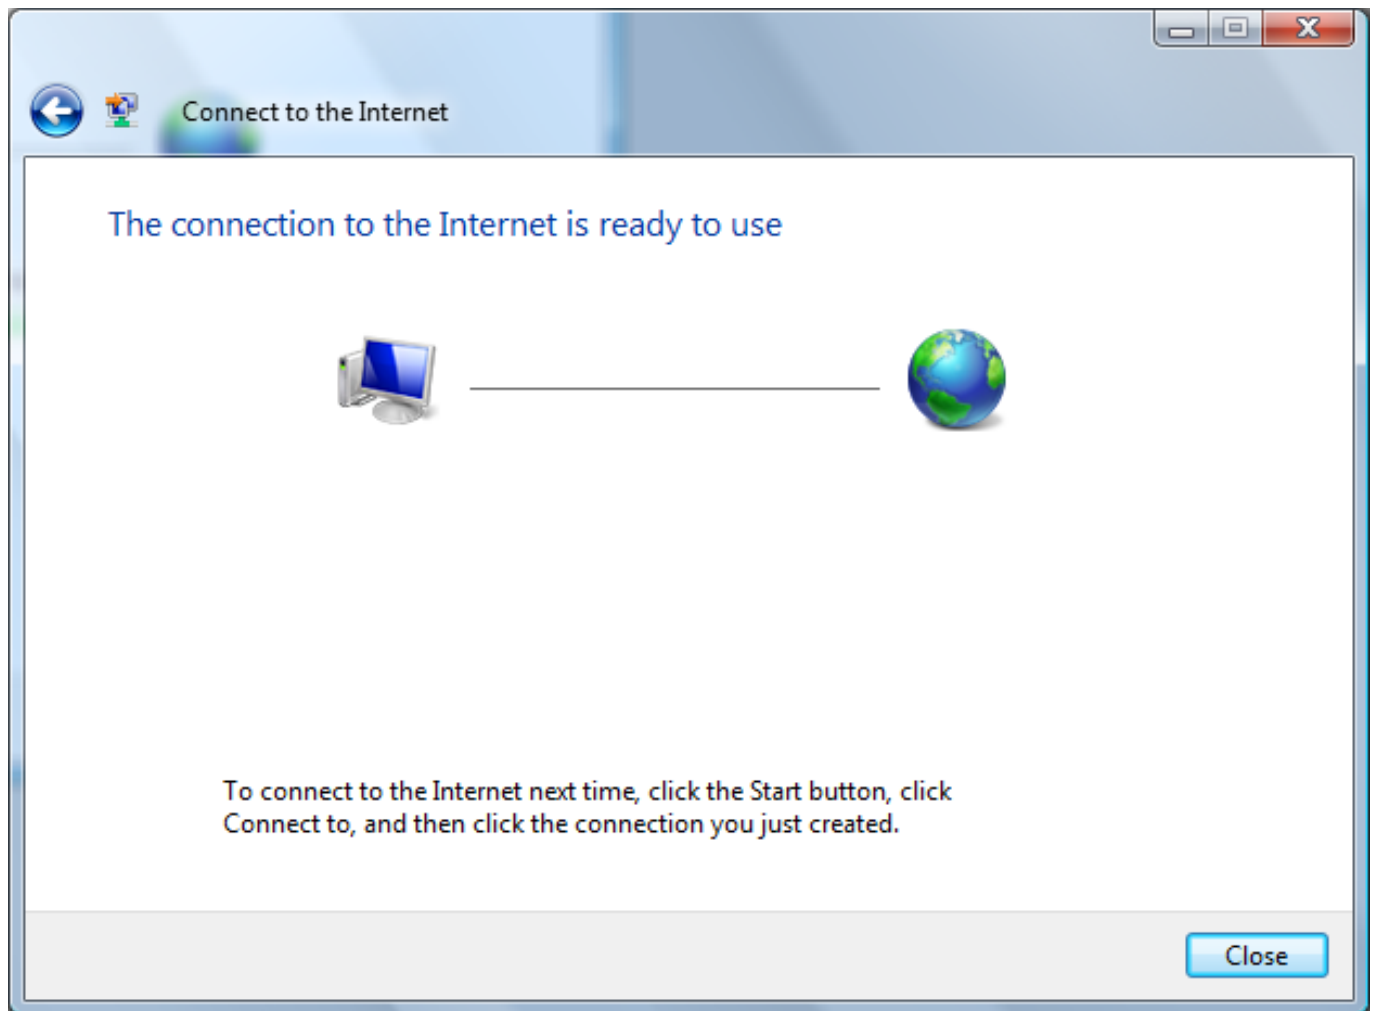 Connect to the Internet
The connection to the Internet is ready to use
To connect to the Internet next time, click the Start button, click
Connect to, and then click the connection you just created.
Close